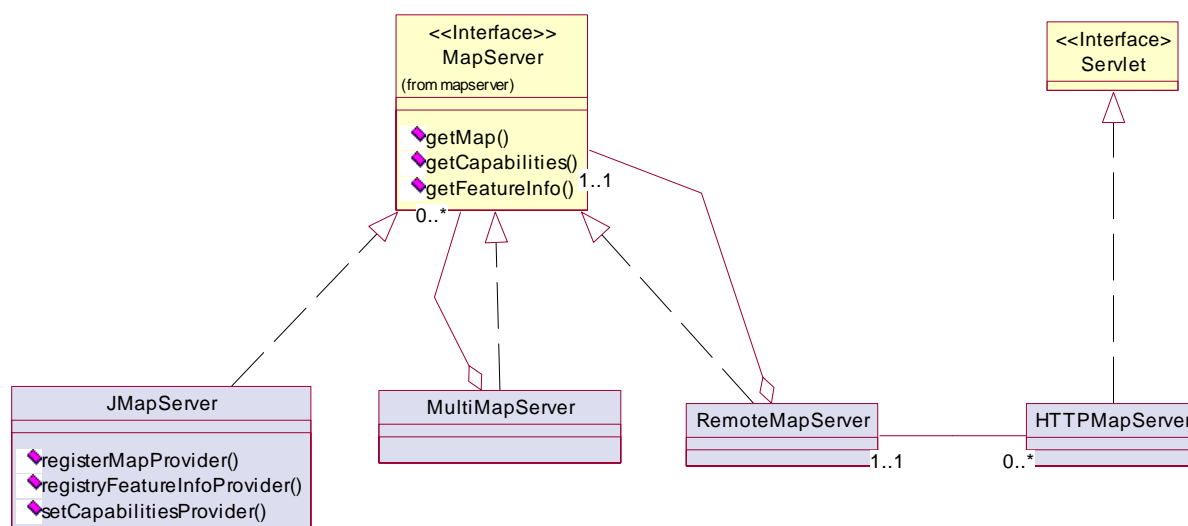 <<Interface>>
MapServer
(from mapserver)
getMap()
getCapabilities()
getFeatureInfo()
1..1
0..*
<<Interface>
Servlet
JMapServer
registerMapProvider()
registryFeatureInfoProvider()
setCapabilitiesProvider()
MultiMapServer
RemoteMapServer
1..1
0..*
HTTPMapServer